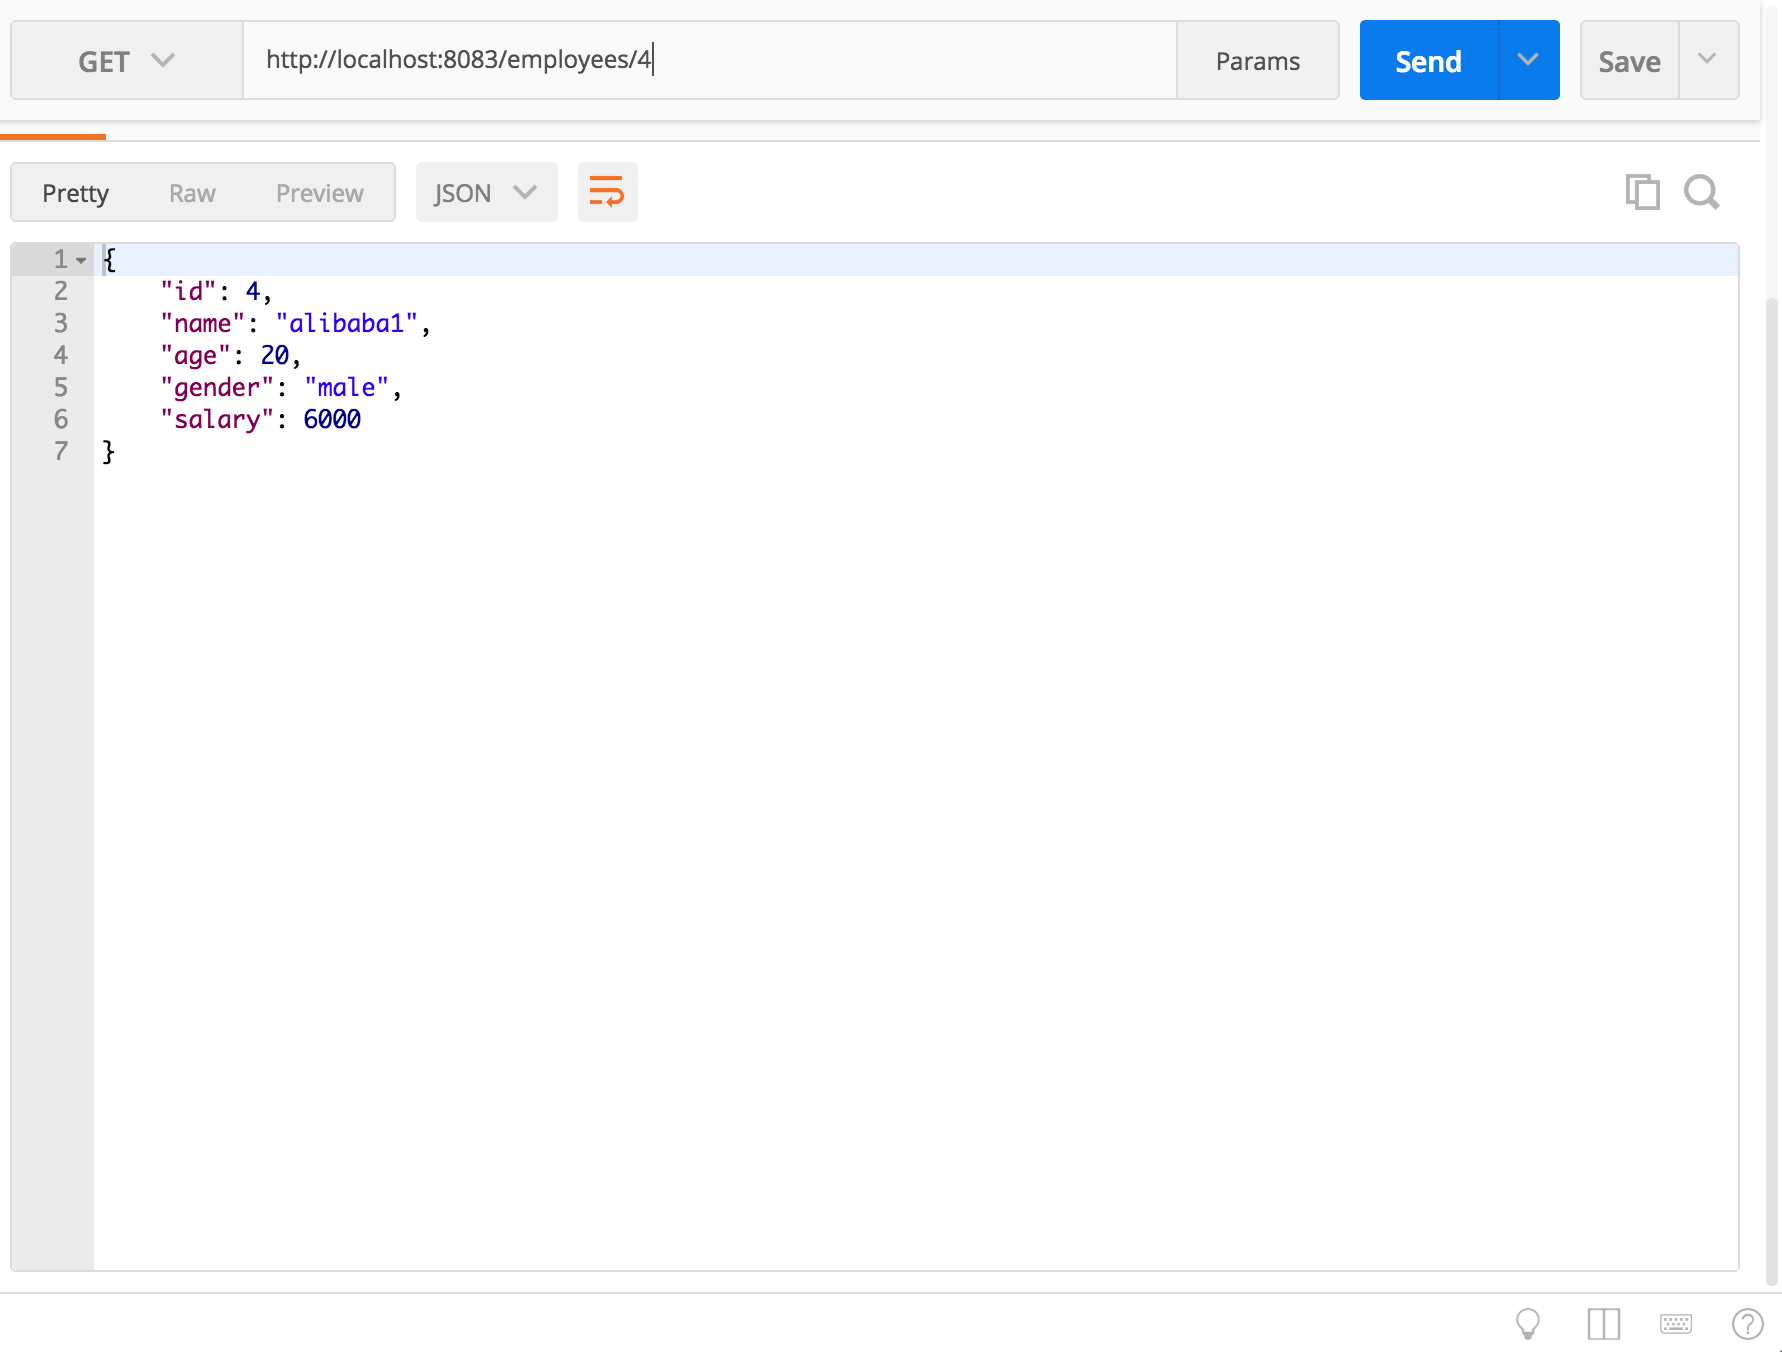 GET http://localhost:8083/employees/4 Params Send Save
Pretty Raw Preview JSON
1 {
2 "id": 4,
3 "name": "alibaba1",
4 "age": 20,
5 "gender": "male",
6 "salary": 6000
7 }